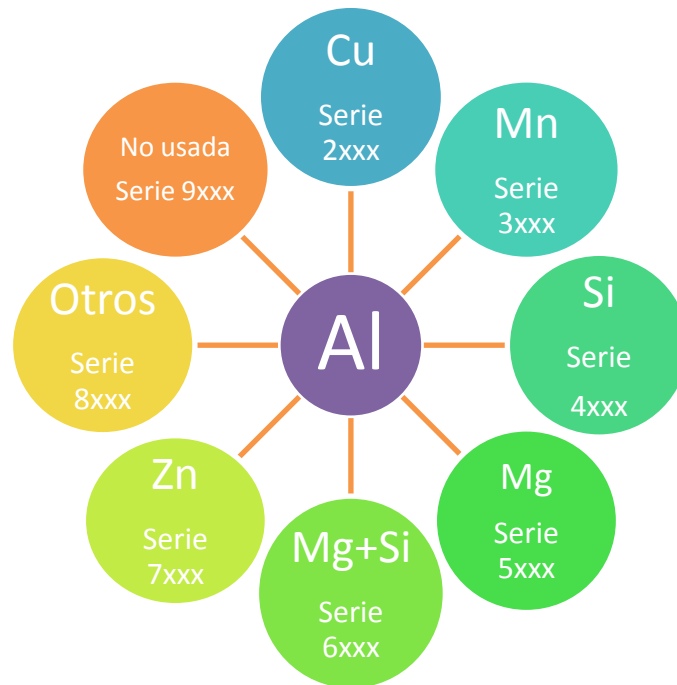 Cu
Serie
2xxx
Mn
Serie
3xxx
Si
Serie
4xxx
Mg
Serie
5xxx
Mg+Si
Serie
6xxx
Zn
Serie
7xxx
Otros
Serie
8xxx
No usada
Serie 9xxx
Al